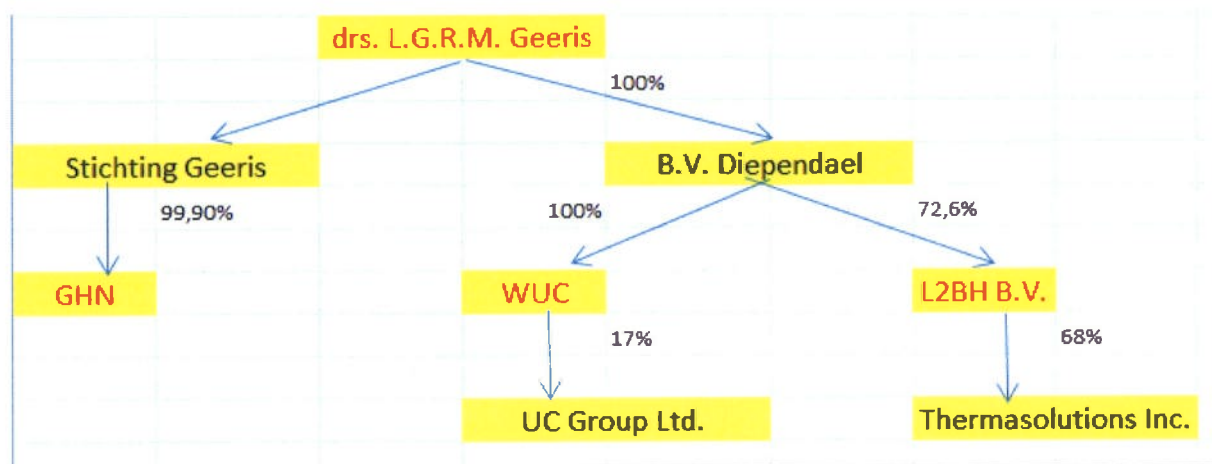 drs. L.G.R.M. Geeris
100%
Stichting Geeris
B.V. Diependael
99,90%
100%
72,6%
GHN
WUC
L2BH B.V.
17%
68%
UC Group Ltd.
Thermasolutions Inc.